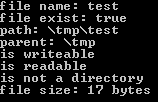 file name: test
file exist: true
path: \tmp\test
parent: \tmp
is writeable
is readable
is not a directory
file size: 17 bytes